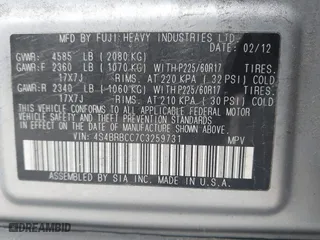 MFD BY FUJI HEAVY INDUSTRIES LTD.
DATE 02/12
GVWR: 4585 LB (2080 KG)
GAWR: F 2360 LB (1070 KG) WITH P225/60R17 TIRES.
17X7J RIMS. AT 220 KPA (32 PSI) COLD
GAWR: R 2340 LB (1060 KG) WITH P225/60R17 TIRES.
17X7J RIMS. AT 210 KPA (30 PSI) COLD
THIS VEHICLE CONFORMS TO ALL APPLICABLE FEDERAL MOTOR
VEHICLE SAFETY AND THEFT PREVENTION STANDARDS IN EFFECT
ON THE DATE OF MANUFACTURE SHOWN ABOVE.
VIN: 4S4BRBCC7C3259731 MPV
ASSEMBLED BY SIA INC. MADE IN U.S.A.
DREAMBID